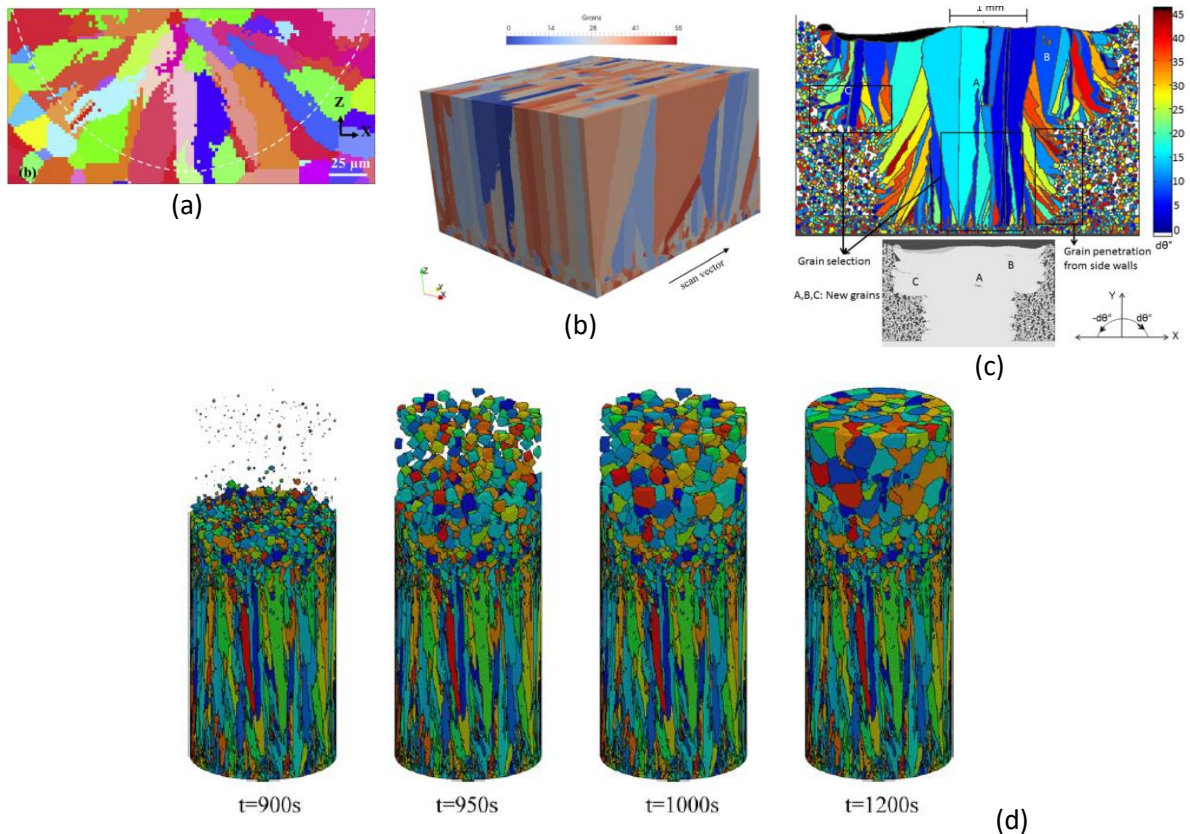 Z
X
25 µm
(b)
(a)
Grains
0 14 28 41 55
Z
Y
X
scan vector
(b)
1 mm
45
40
35
30
25
20
15
10
5
0
dθ°
A
B
C
Grain selection
Grain penetration
from side walls
A,B,C: New grains
C
A
B
Y
-dθ° dθ°
X
(c)
t=900s
t=950s
t=1000s
t=1200s
(d)